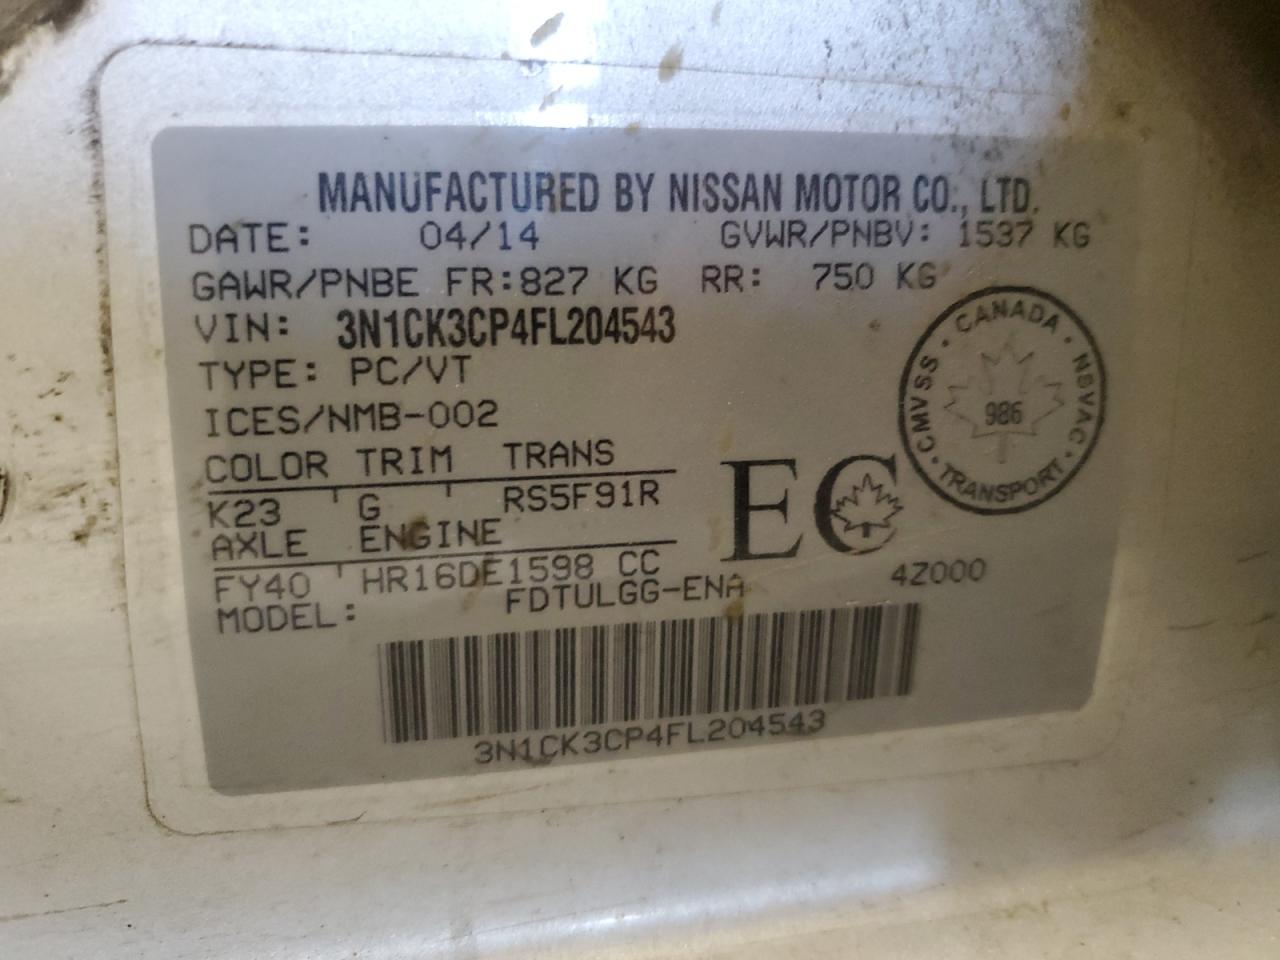 MANUFACTURED BY NISSAN MOTOR CO., LTD.
DATE: 04/14 GVWR/PNBV: 1537 KG
GAWR/PNBE FR:827 KG RR: 750 KG
VIN: 3N1CK3CP4FL204543
TYPE: PC/VT
ICES/NMB-002
COLOR TRIM TRANS
K23 G RS5F91R
AXLE ENGINE
FY40 HR16DE1598 CC
MODEL: FDTULGG-ENA
EC
4Z000
CANADA · NSVAC · TRANSPORT · CMVSS ·
986
3N1CK3CP4FL204543